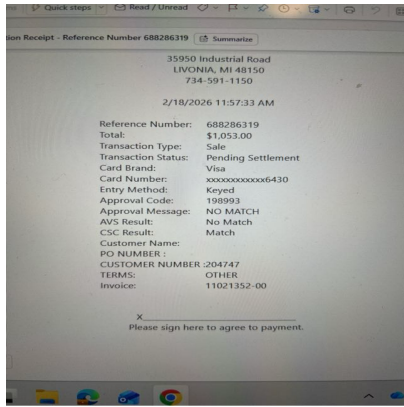 Quick steps Read / Unread
tion Receipt - Reference Number 688286319 Summarize
35950 Industrial Road
LIVONIA, MI 48150
734-591-1150
2/18/2026 11:57:33 AM
Reference Number: 688286319
Total: $1,053.00
Transaction Type: Sale
Transaction Status: Pending Settlement
Card Brand: Visa
Card Number: xxxxxxxxxxxx6430
Entry Method: Keyed
Approval Code: 198993
Approval Message: NO MATCH
AVS Result: No Match
CSC Result: Match
Customer Name:
PO NUMBER :
CUSTOMER NUMBER :204747
TERMS: OTHER
Invoice: 11021352-00
X
Please sign here to agree to payment.